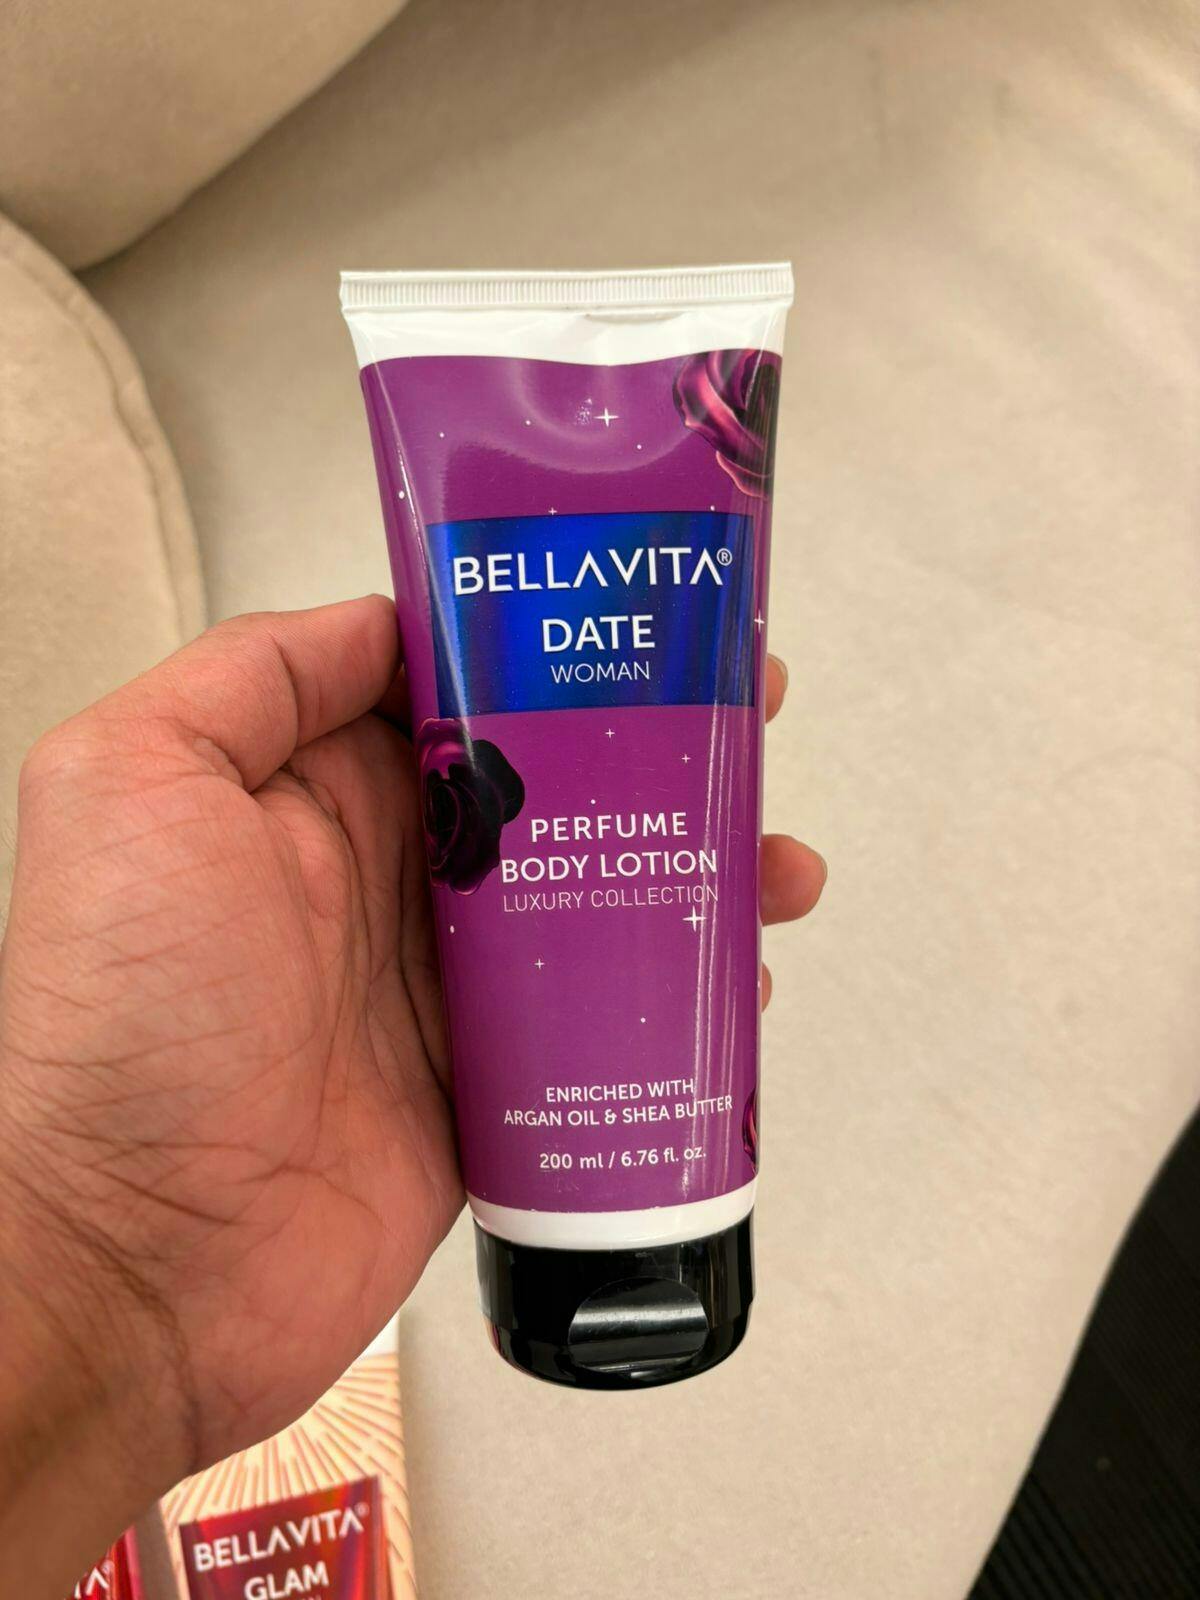 BELLAVITA®
DATE
WOMAN
PERFUME
BODY LOTION
LUXURY COLLECTION
ENRICHED WITH
ARGAN OIL & SHEA BUTTER
200 ml / 6.76 fl. oz.
BELLAVITA®
GLAM